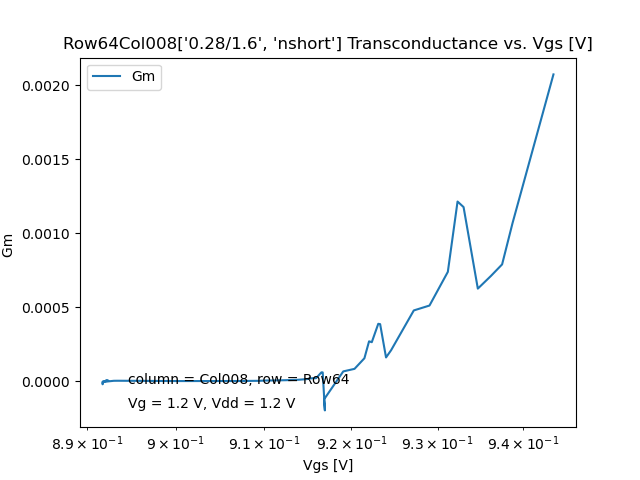 Row64Col008['0.28/1.6', 'nshort'] Transconductance vs. Vgs [V]
Gm
0.0020
0.0015
0.0010
0.0005
0.0000
Gm
column = Col008, row = Row64
Vg = 1.2 V, Vdd = 1.2 V
8.9 × 10⁻¹ 9 × 10⁻¹ 9.1 × 10⁻¹ 9.2 × 10⁻¹ 9.3 × 10⁻¹ 9.4 × 10⁻¹
Vgs [V]